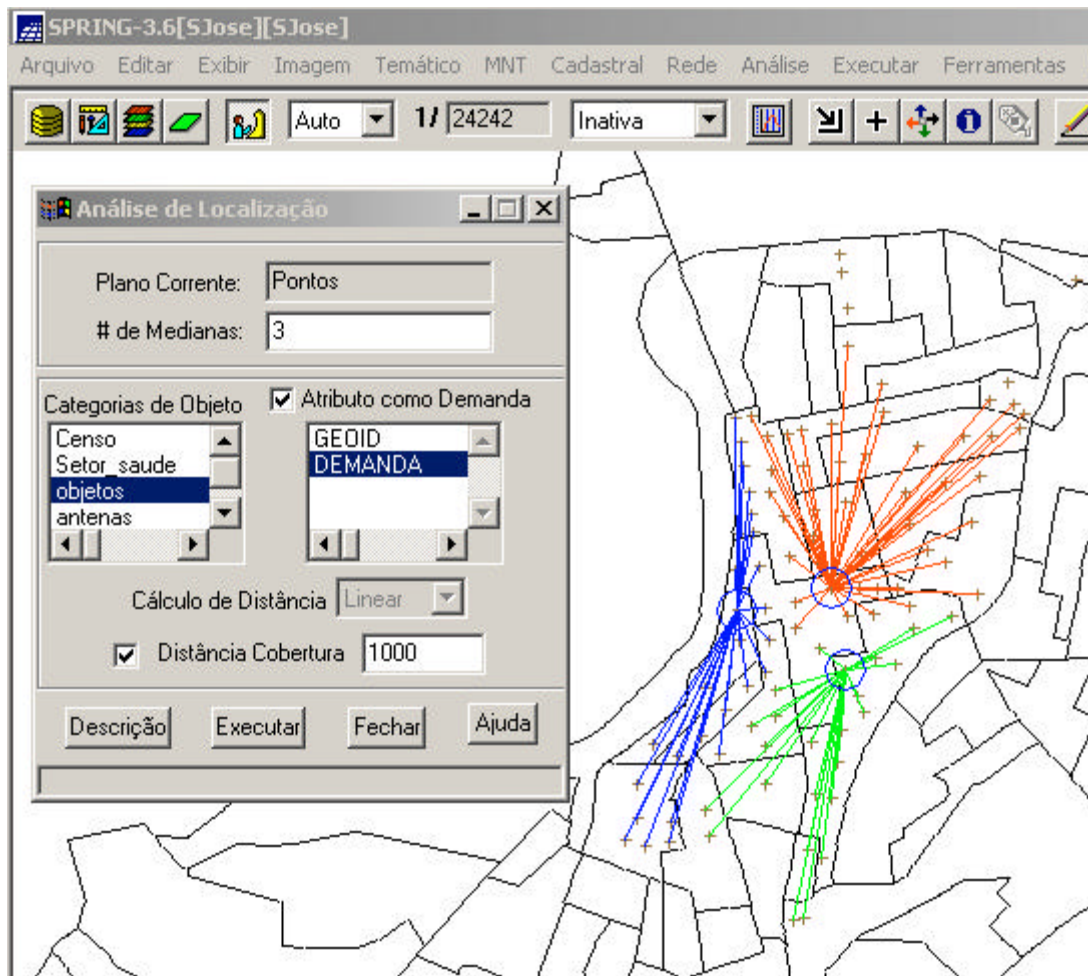 SPRING-3.6[SJose][SJose]
Arquivo Editar Exibir Imagem Temático MNT Cadastral Rede Análise Executar Ferramentas
Auto 1/ 24242 Inativa
Análise de Localização
Plano Corrente: Pontos
# de Medianas: 3
Categorias de Objeto Atributo como Demanda
Censo GEOID
Setor_saude DEMANDA
objetos
antenas
Cálculo de Distância Linear
Distância Cobertura 1000
Descrição Executar Fechar Ajuda